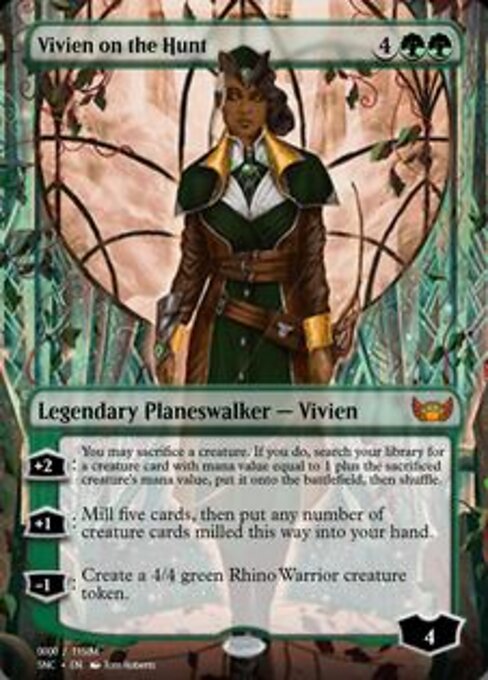 Vivien on the Hunt 4
Legendary Planeswalker — Vivien
+2: You may sacrifice a creature. If you do, search your library
for a creature card with mana value equal to 1 plus the sacrificed
creature's mana value, put it onto the battlefield, then shuffle.
+1: Mill five cards, then put any number of
creature cards milled this way into your hand.
-1: Create a 4/4 green Rhino Warrior creature
token.
4
SNC • EN Tom Roberts